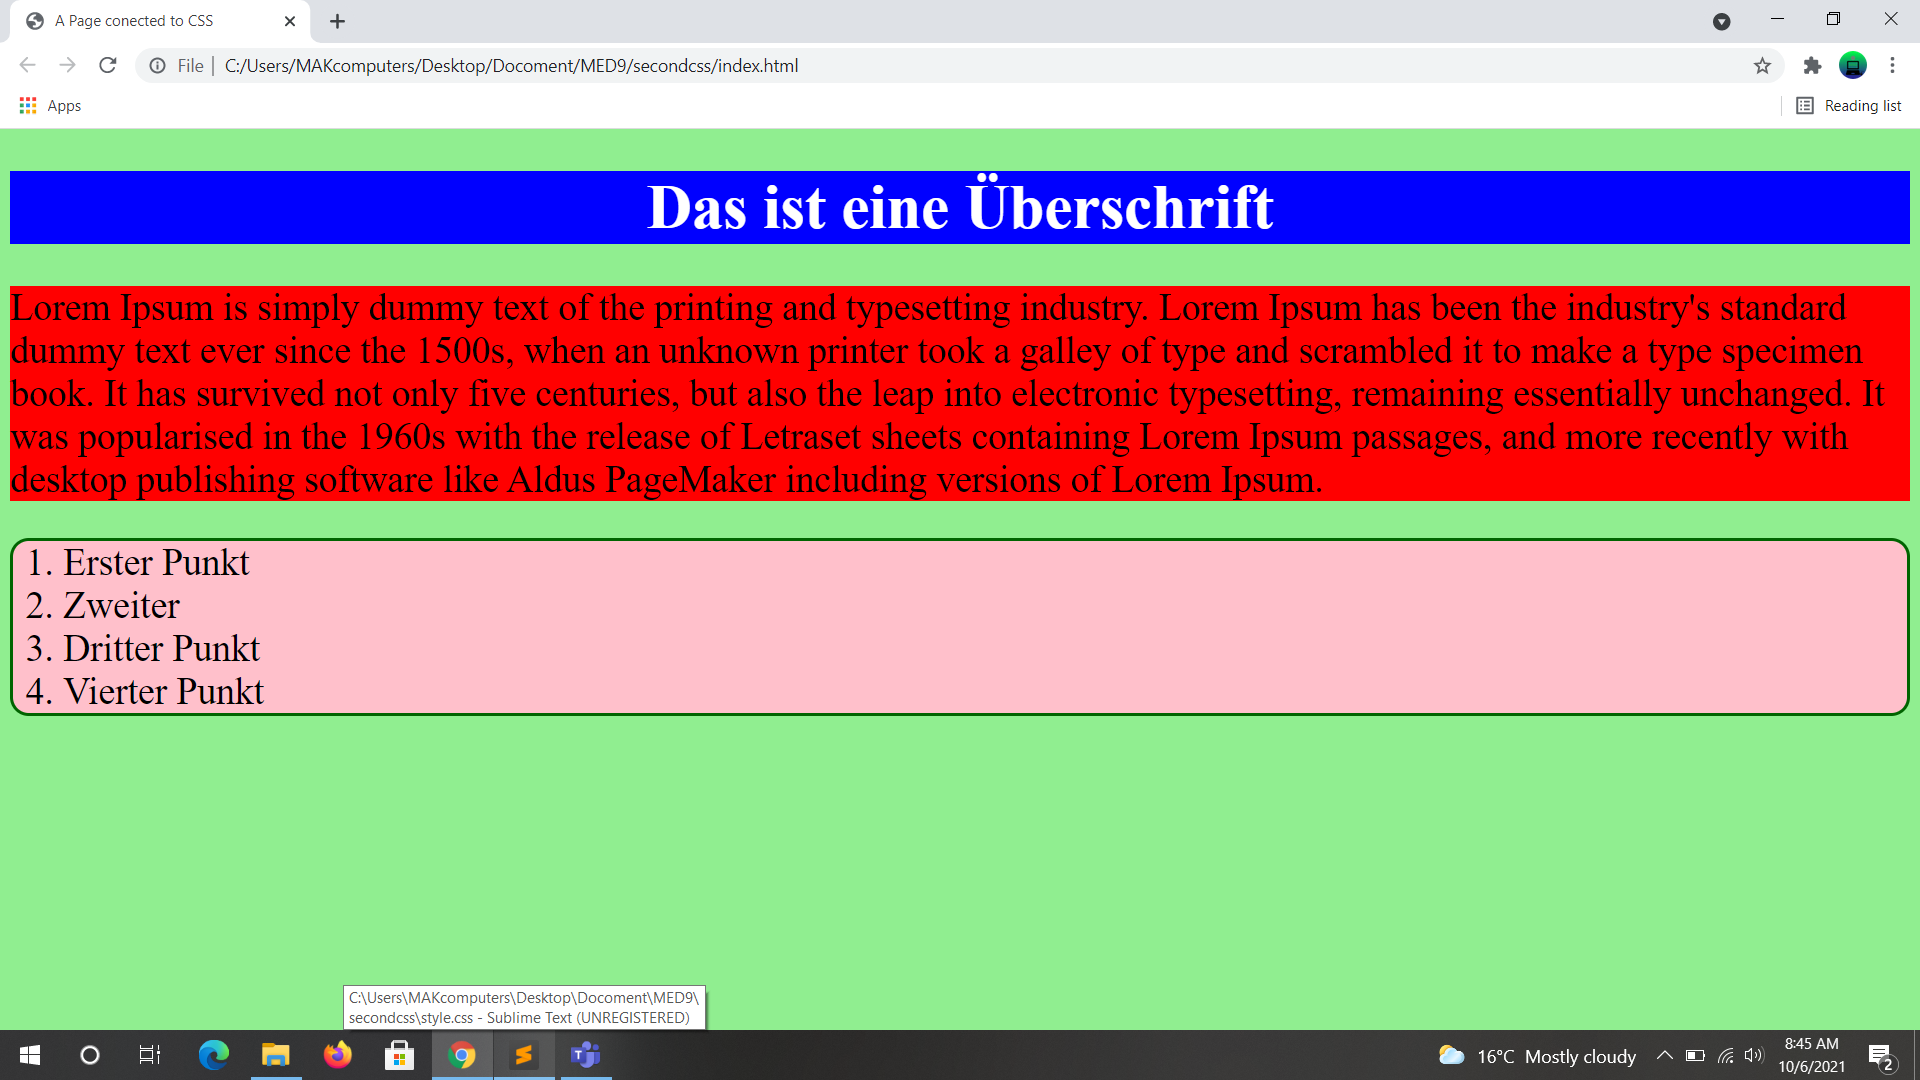 A Page conected to CSS
File | C:/Users/MAKcomputers/Desktop/Docoment/MED9/secondcss/index.html
Apps
Reading list
Das ist eine Überschrift
Lorem Ipsum is simply dummy text of the printing and typesetting industry. Lorem Ipsum has been the industry's standard
dummy text ever since the 1500s, when an unknown printer took a galley of type and scrambled it to make a type specimen
book. It has survived not only five centuries, but also the leap into electronic typesetting, remaining essentially unchanged. It
was popularised in the 1960s with the release of Letraset sheets containing Lorem Ipsum passages, and more recently with
desktop publishing software like Aldus PageMaker including versions of Lorem Ipsum.
1. Erster Punkt
2. Zweiter
3. Dritter Punkt
4. Vierter Punkt
C:\Users\MAKcomputers\Desktop\Docoment\MED9\
secondcss\style.css - Sublime Text (UNREGISTERED)
16°C Mostly cloudy
8:45 AM
10/6/2021
2